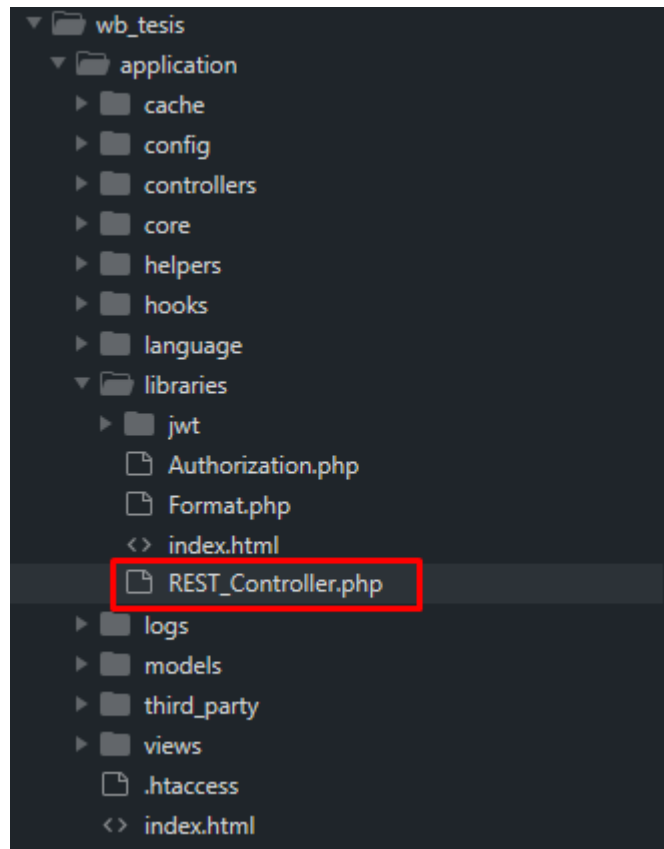 wb_tesis
application
cache
config
controllers
core
helpers
hooks
language
libraries
jwt
Authorization.php
Format.php
<> index.html
REST_Controller.php
logs
models
third_party
views
.htaccess
<> index.html